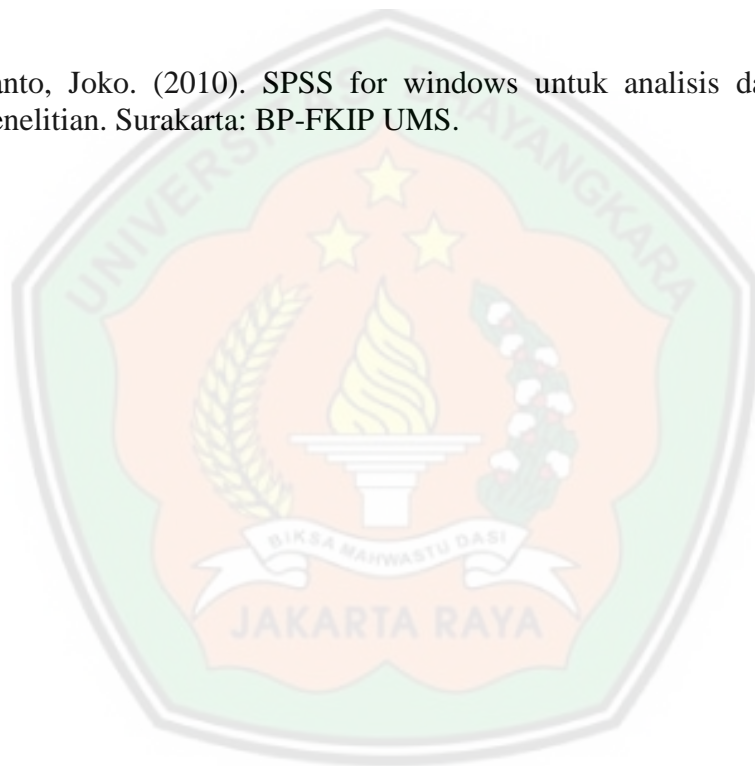 anto, Joko. (2010). SPSS for windows untuk analisis da
enelitian. Surakarta: BP-FKIP UMS.
UNIVERSITAS BHAYANGKARA
BIKSA MAHWASTU DASI
JAKARTA RAYA